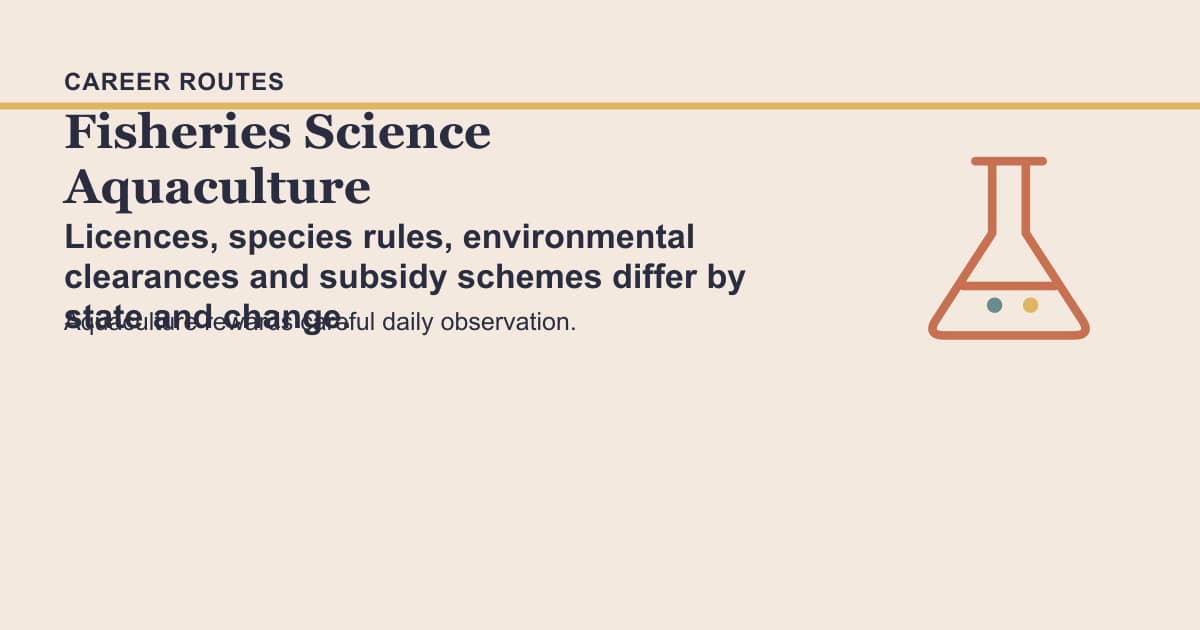 CAREER ROUTES
Fisheries Science
Aquaculture
Licences, species rules, environmental
clearances and subsidy schemes differ by
state and change.
Aquaculture rewards careful daily observation.